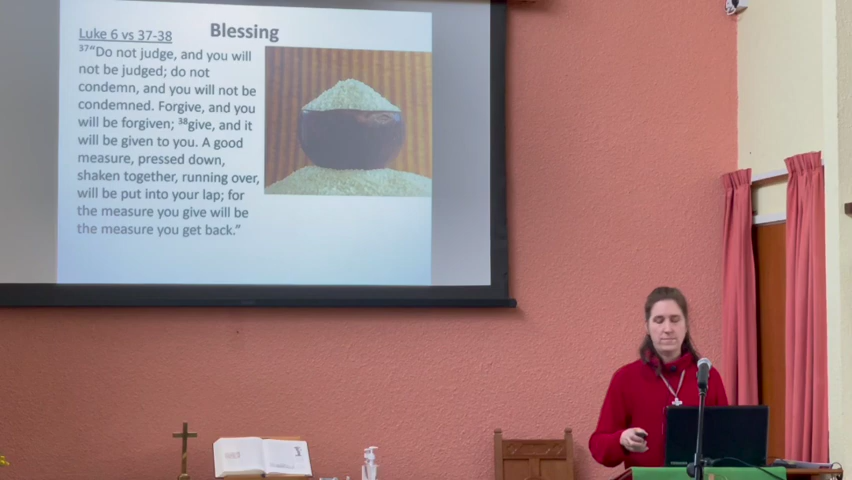 Luke 6 vs 37-38
Blessing
³⁷“Do not judge, and you will
not be judged; do not
condemn, and you will not be
condemned. Forgive, and you
will be forgiven; ³⁸give, and it
will be given to you. A good
measure, pressed down,
shaken together, running over,
will be put into your lap; for
the measure you give will be
the measure you get back.“